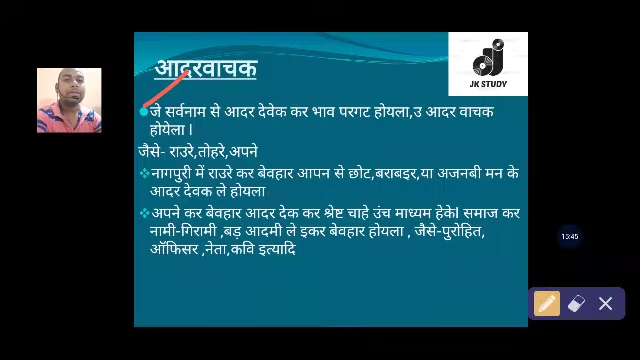 आदरवाचक
JK STUDY
जे सर्वनाम से आदर देवेक कर भाव परगट होयला,उ आदर वाचक
होयेला I
जैसे- राउरे,तोहरे,अपने
नागपुरी में राउरे कर बेवहार आपन से छोट,बराबइर,या अजनबी मन के
आदर देवक ले होयला
अपने कर बेवहार आदर देक कर श्रेष्ट चाहे उंच माध्यम हेकेI समाज कर
नामी-गिरामी ,बड़ आदमी ले इकर बेवहार होयला , जैसे-पुरोहित,
ऑफिसर ,नेता,कवि इत्यादि
15:45